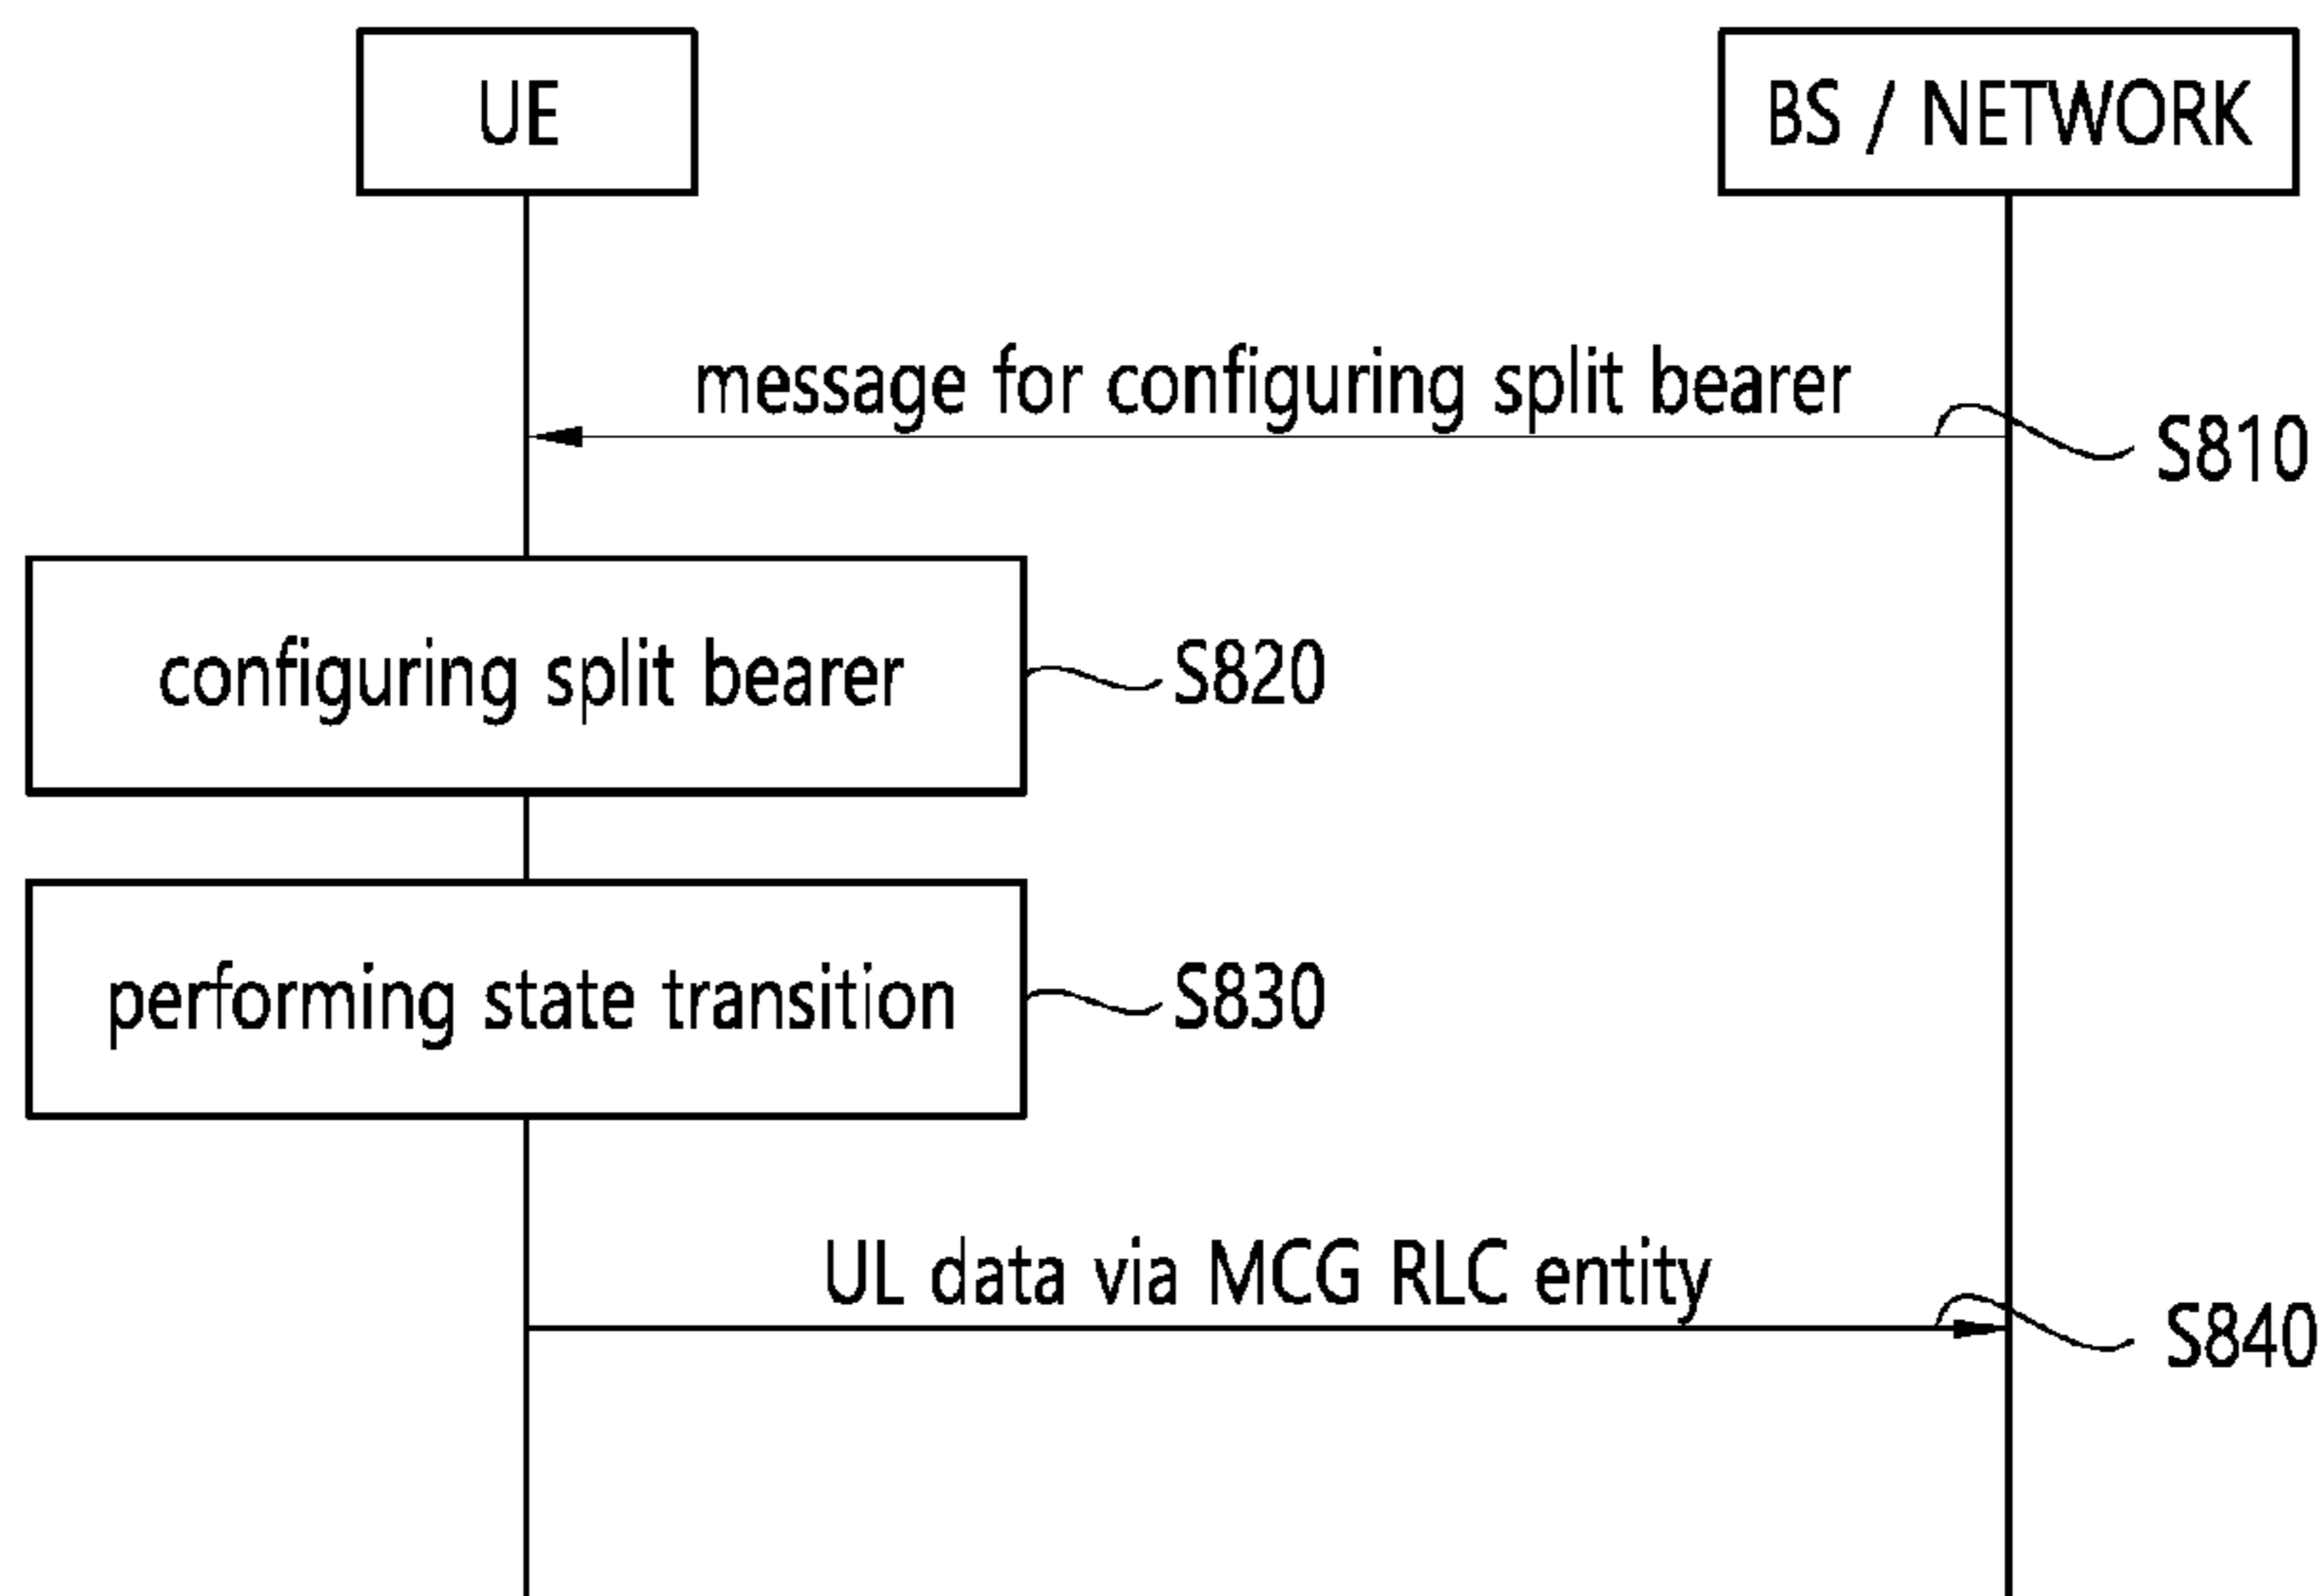 UE
BS / NETWORK
message for configuring split bearer
S810
configuring split bearer
S820
performing state transition
S830
UL data via MCG RLC entity
S840